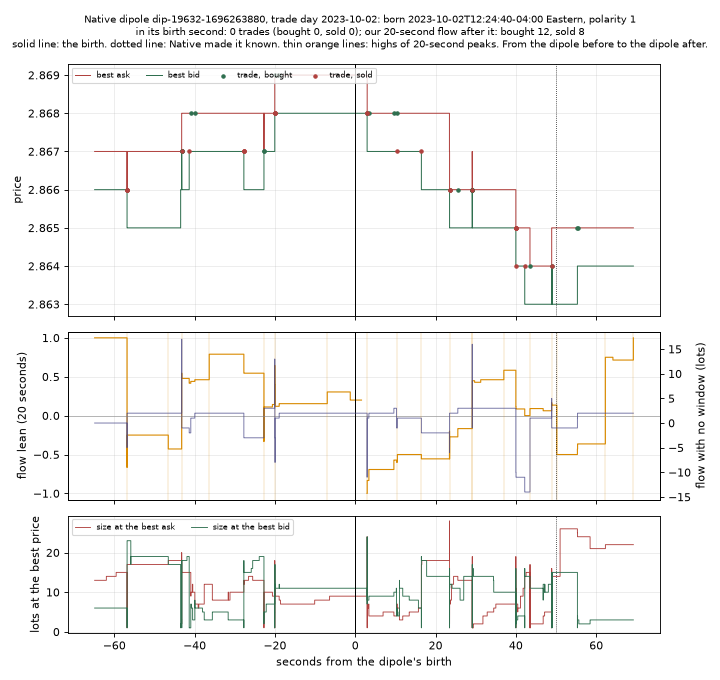 Native dipole dip-19632-1696263880, trade day 2023-10-02: born 2023-10-02T12:24:40-04:00 Eastern, polarity 1
in its birth second: 0 trades (bought 0, sold 0); our 20-second flow after it: bought 12, sold 8
solid line: the birth. dotted line: Native made it known. thin orange lines: highs of 20-second peaks. From the dipole before to the dipole after.
best ask
best bid
trade, bought
trade, sold
2.869
2.868
2.867
2.866
2.865
2.864
2.863
price
1.0
0.5
0.0
−0.5
−1.0
flow lean (20 seconds)
15
10
5
0
−5
−10
−15
flow with no window (lots)
size at the best ask
size at the best bid
20
10
0
lots at the best price
−60
−40
−20
0
20
40
60
seconds from the dipole's birth